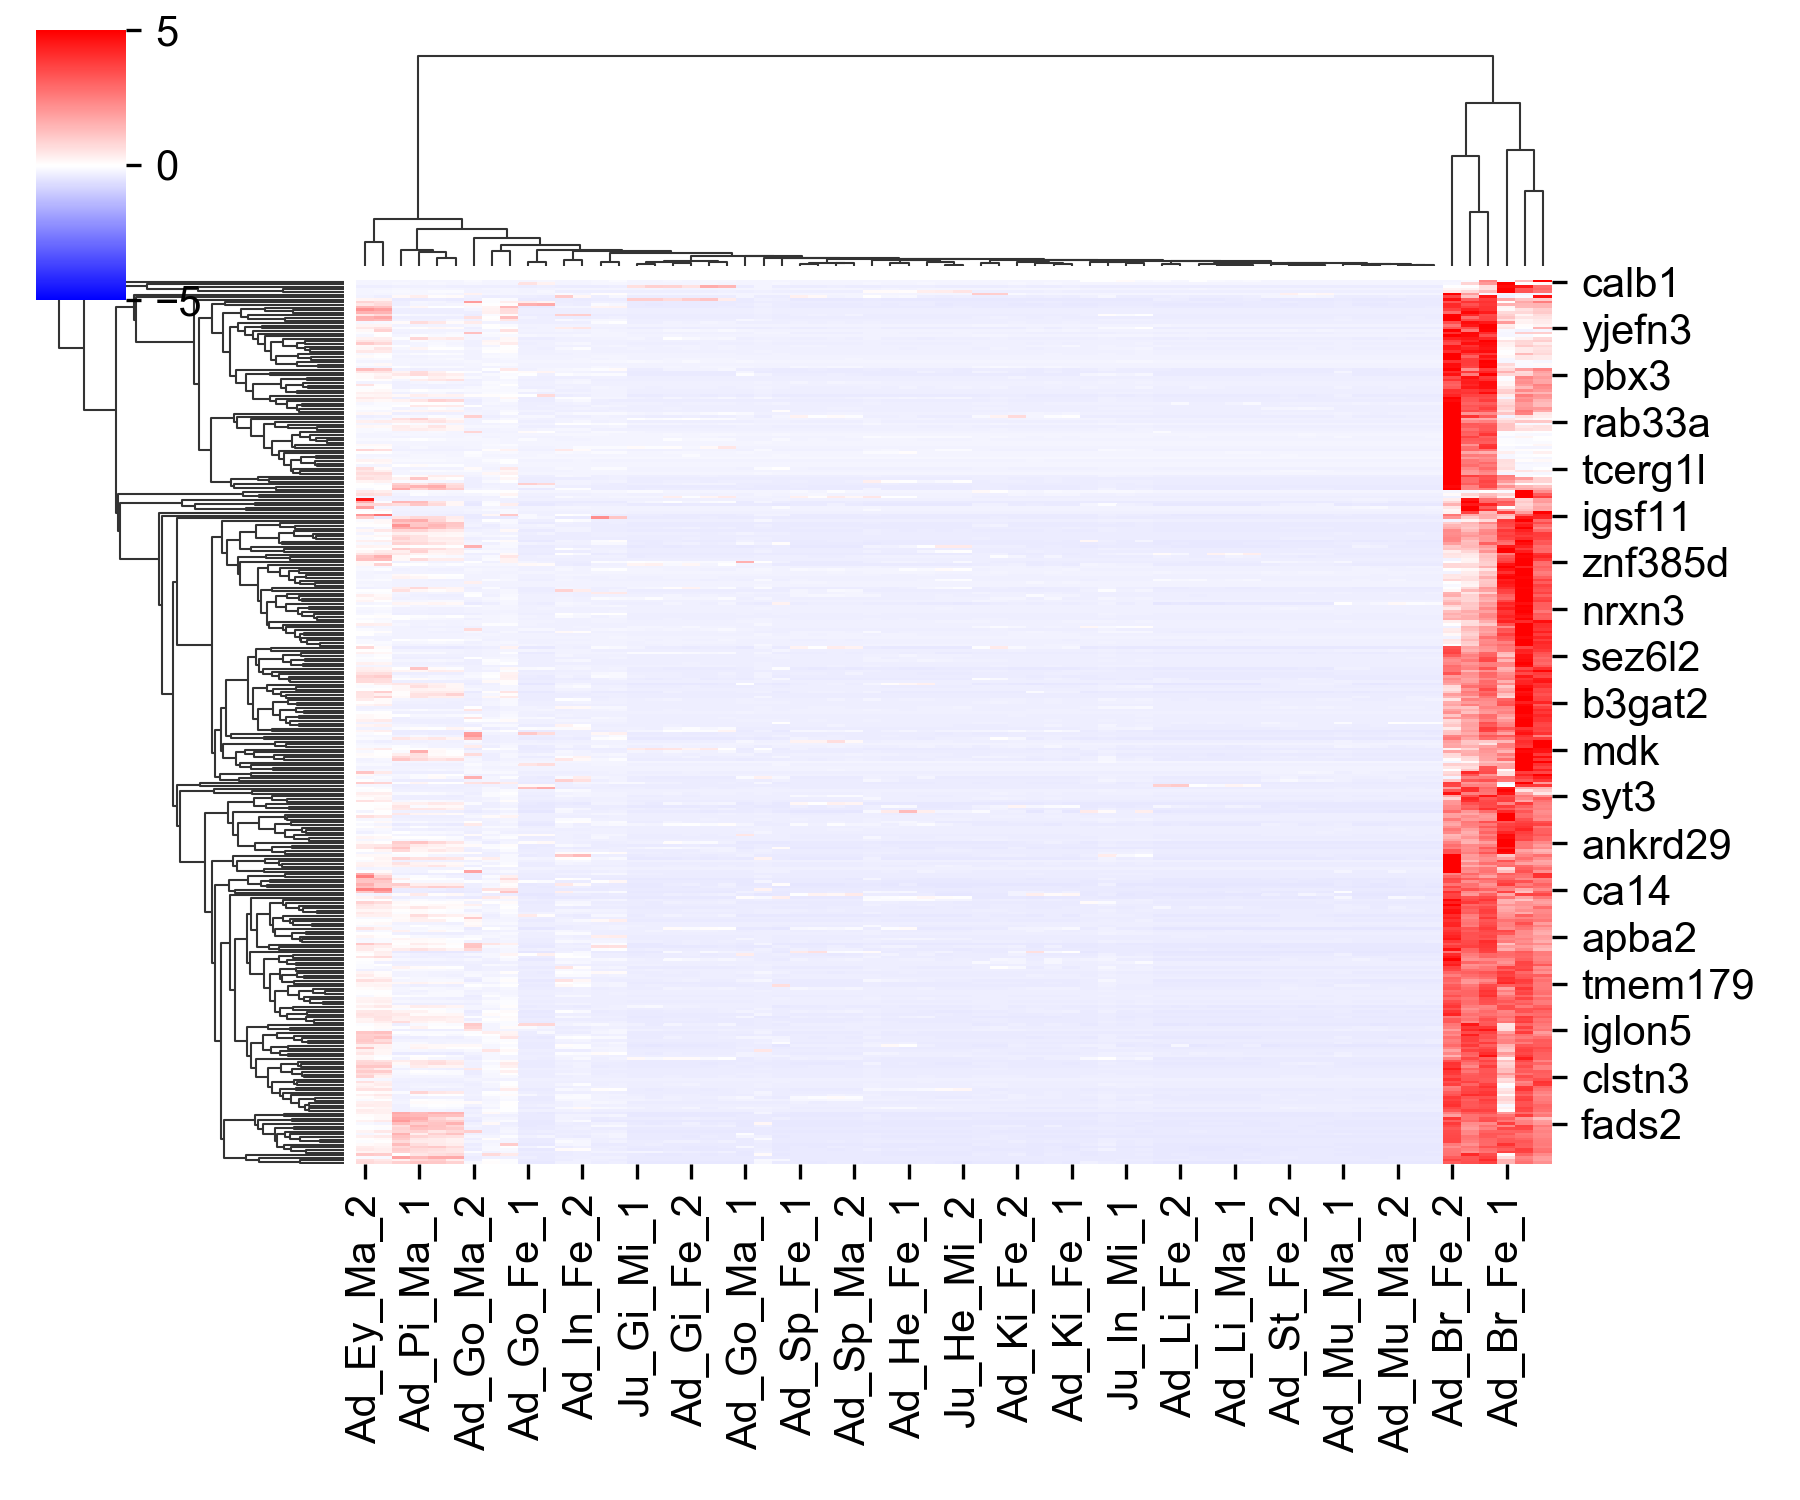 5
0
−5
calb1
yjefn3
pbx3
rab33a
tcerg1l
igsf11
znf385d
nrxn3
sez6l2
b3gat2
mdk
syt3
ankrd29
ca14
apba2
tmem179
iglon5
clstn3
fads2
Ad_Ey_Ma_2
Ad_Pi_Ma_1
Ad_Go_Ma_2
Ad_Go_Fe_1
Ad_In_Fe_2
Ju_Gi_Mi_1
Ad_Gi_Fe_2
Ad_Go_Ma_1
Ad_Sp_Fe_1
Ad_Sp_Ma_2
Ad_He_Fe_1
Ju_He_Mi_2
Ad_Ki_Fe_2
Ad_Ki_Fe_1
Ju_In_Mi_1
Ad_Li_Fe_2
Ad_Li_Ma_1
Ad_St_Fe_2
Ad_Mu_Ma_1
Ad_Mu_Ma_2
Ad_Br_Fe_2
Ad_Br_Fe_1